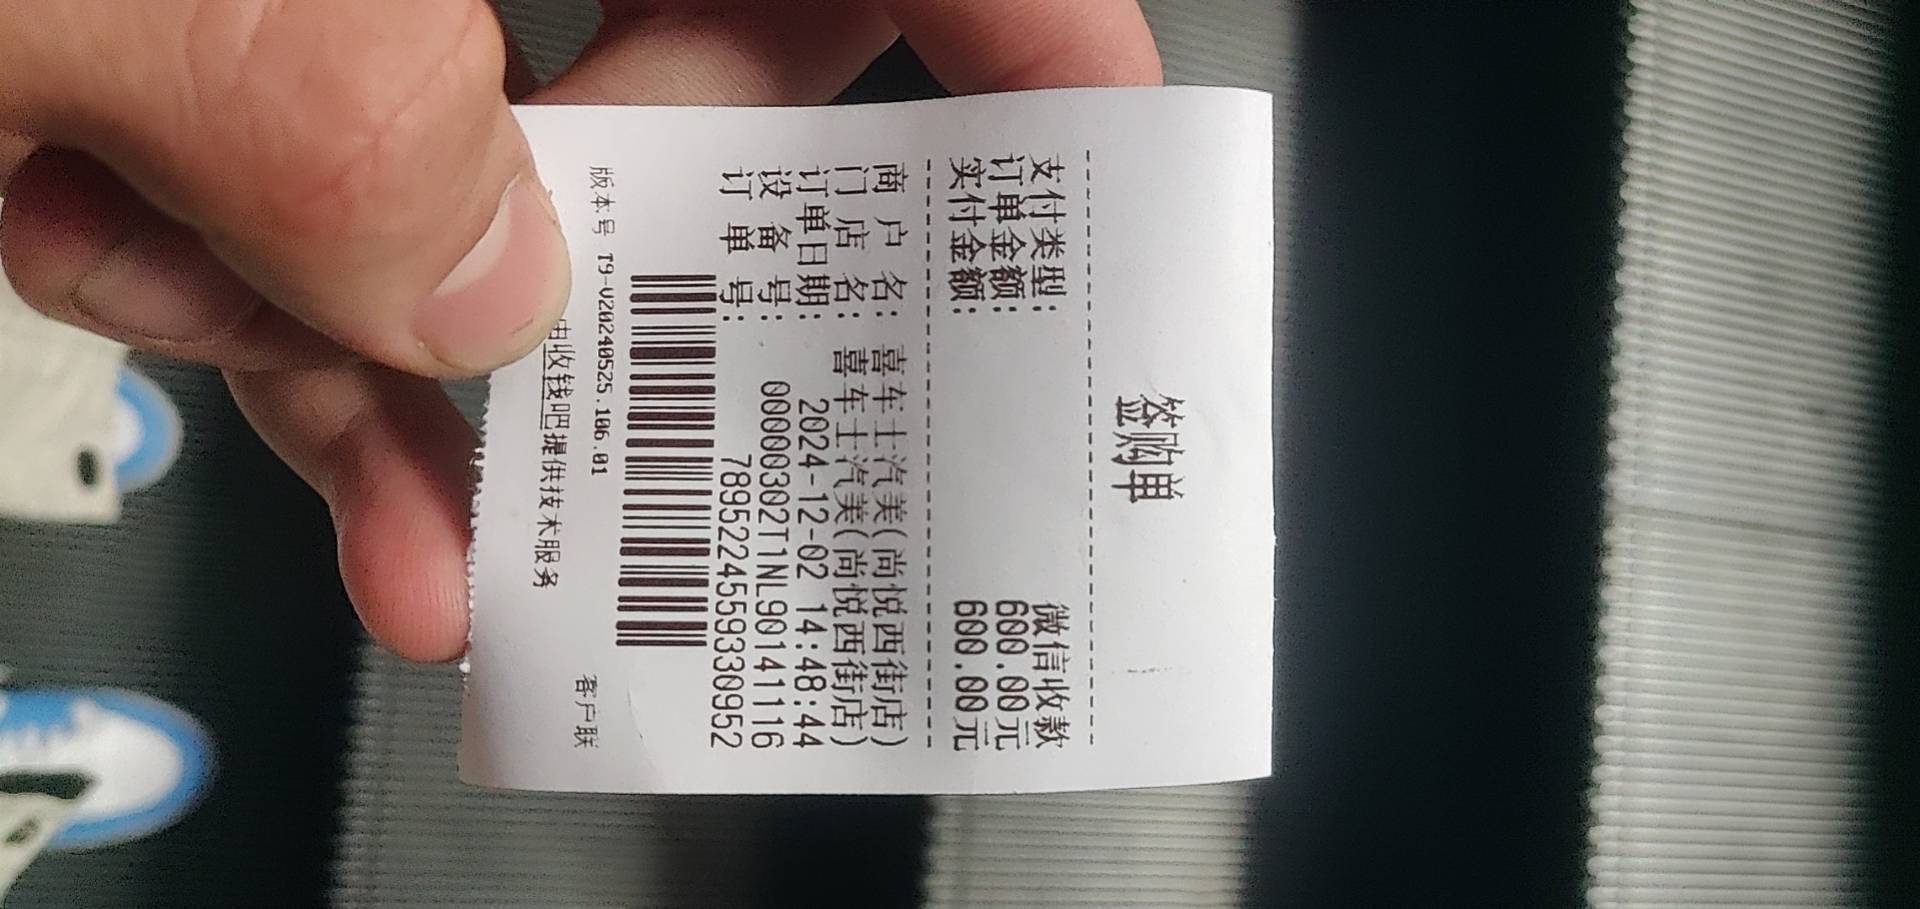 签购单
支付类型： 微信收款
订单金额： 600.00元
实付金额： 600.00元
商 户 名： 喜车士汽美(尚悦西街店)
门 店 名： 喜车士汽美(尚悦西街店)
订单日期： 2024-12-02 14:48:44
设 备 号： 00000302T1NL90141116
订 单 号： 7895224559330952
版本号 T9-V20240525.106.01 客户联
由收钱吧提供技术服务